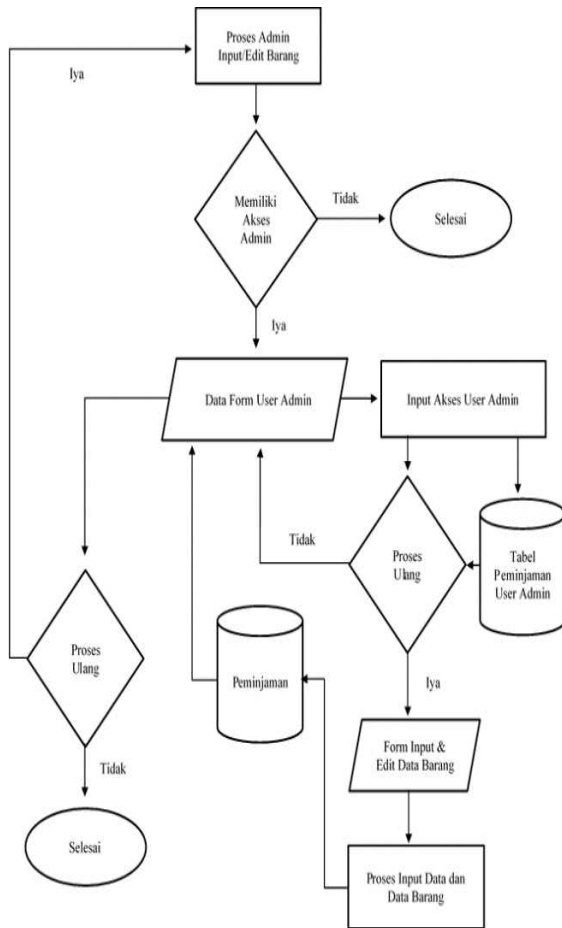 Proses Admin
Input/Edit Barang
Iya
Memiliki
Akses
Admin
Tidak
Selesai
Iya
Data Form User Admin
Input Akses User Admin
Tidak
Proses
Ulang
Tabel
Peminjaman
User Admin
Proses
Ulang
Peminjaman
Iya
Form Input &
Edit Data Barang
Tidak
Selesai
Proses Input Data dan
Data Barang